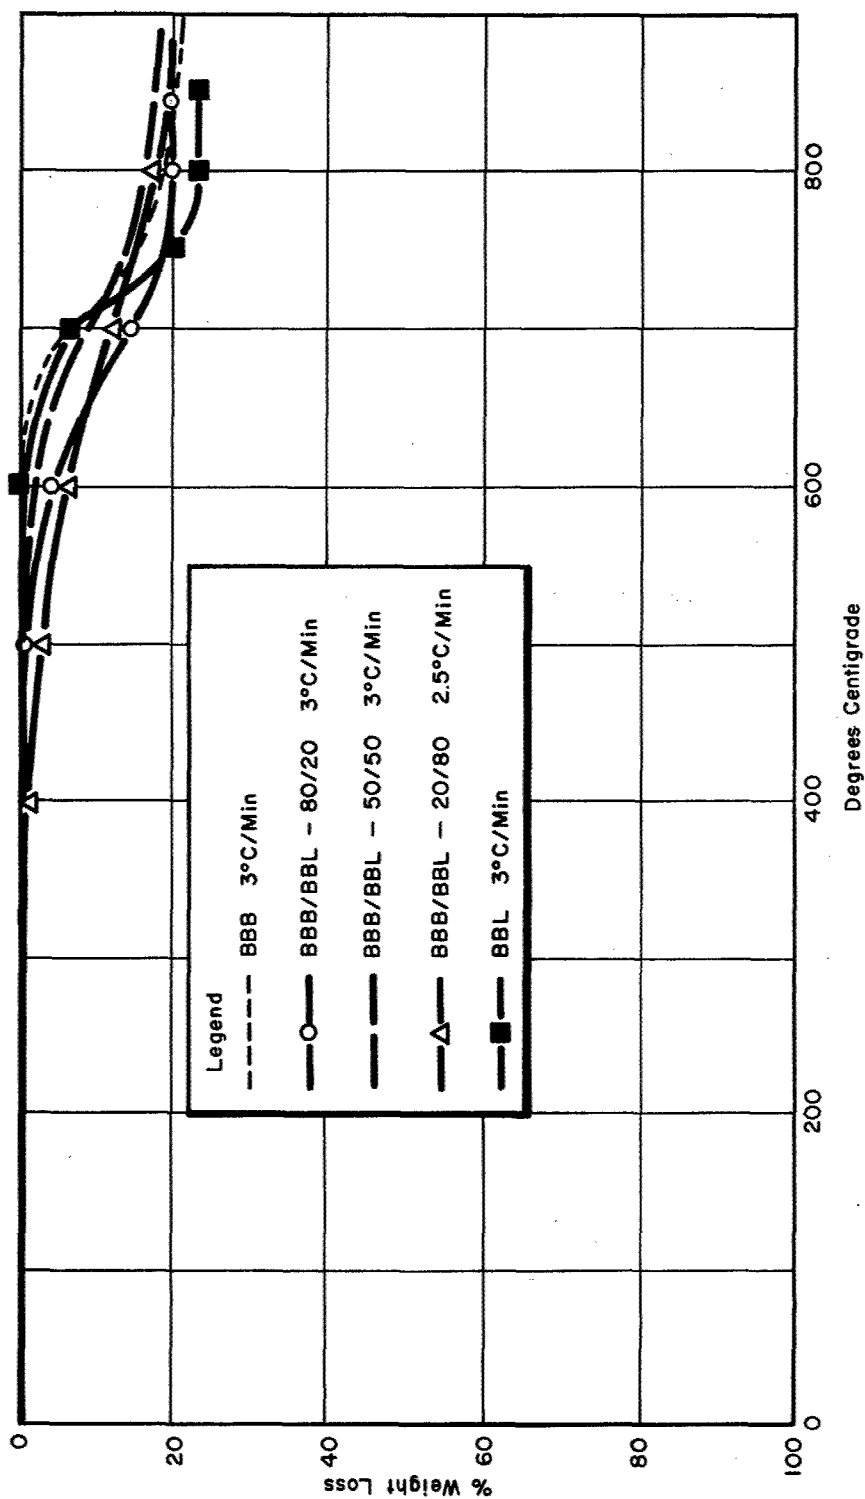 0
20
40
60
80
100
% Weight Loss
0
200
400
600
800
Degrees Centigrade
Legend
BBB 3°C/Min
BBB/BBL - 80/20 3°C/Min
BBB/BBL - 50/50 3°C/Min
BBB/BBL - 20/80 2.5°C/Min
BBL 3°C/Min